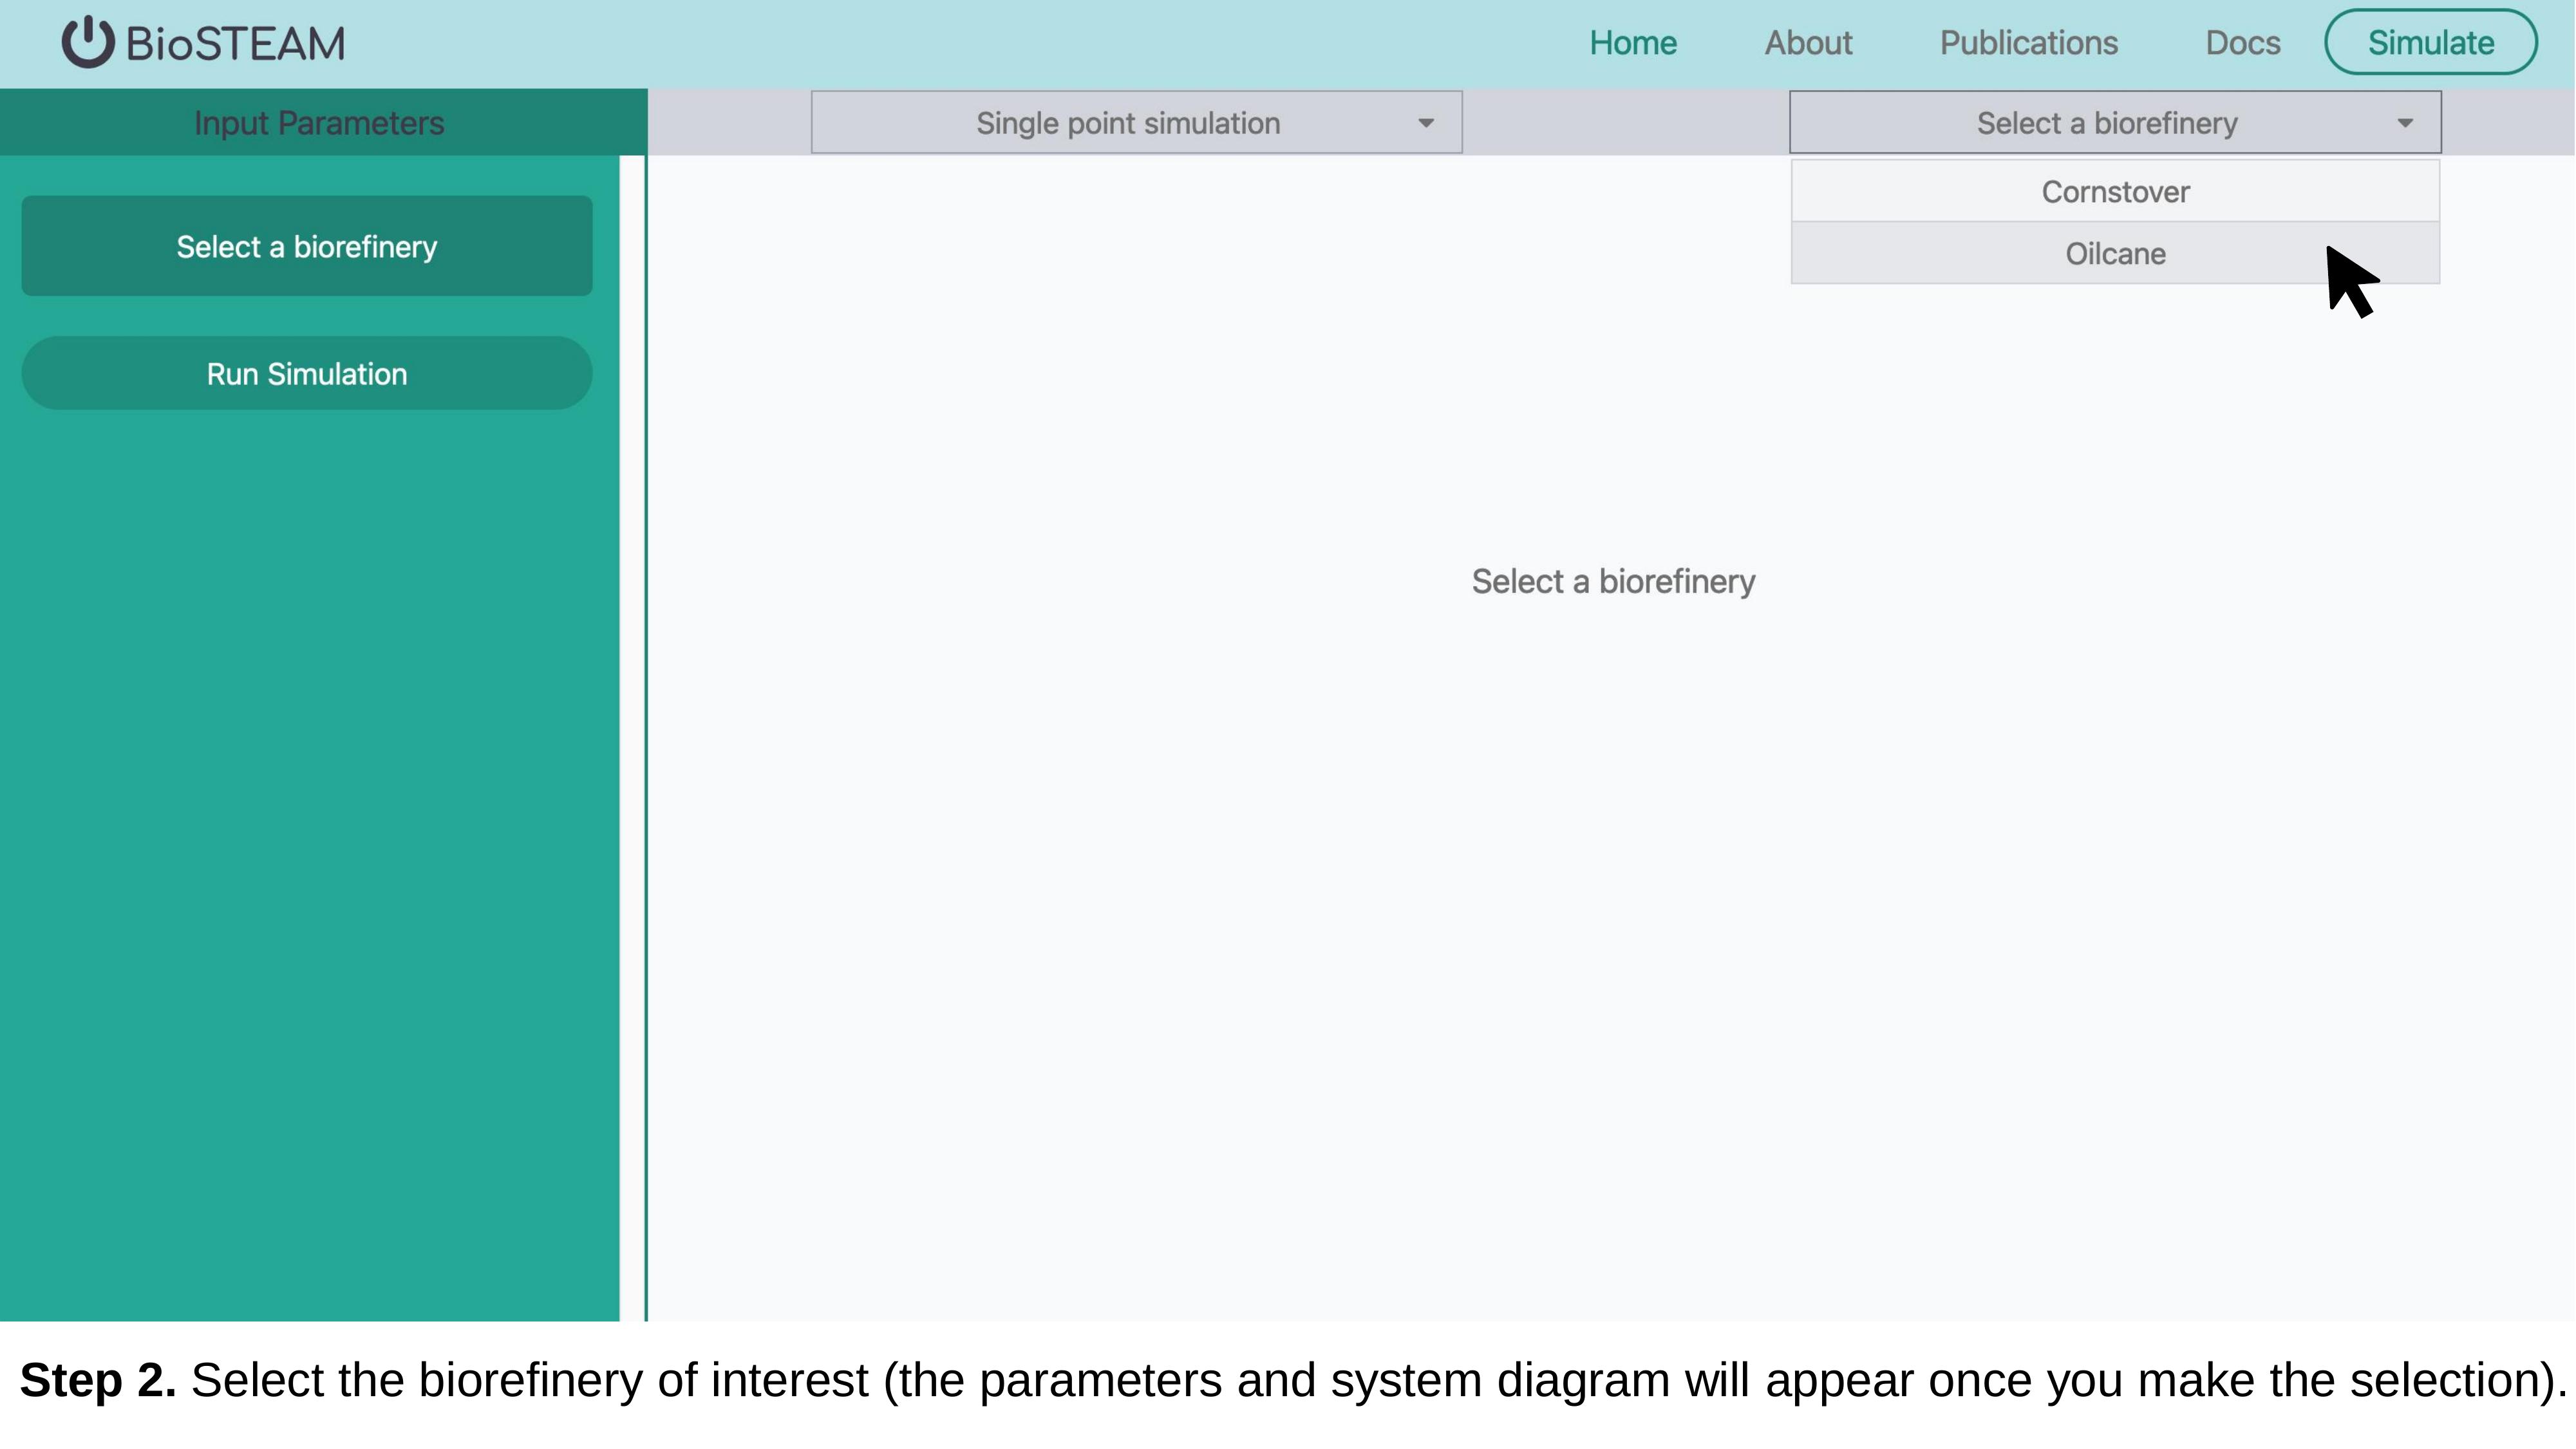 BioSTEAM
Home About Publications Docs Simulate
Input Parameters
Single point simulation
Select a biorefinery
Cornstover
Oilcane
Select a biorefinery
Run Simulation
Select a biorefinery
Step 2. Select the biorefinery of interest (the parameters and system diagram will appear once you make the selection).